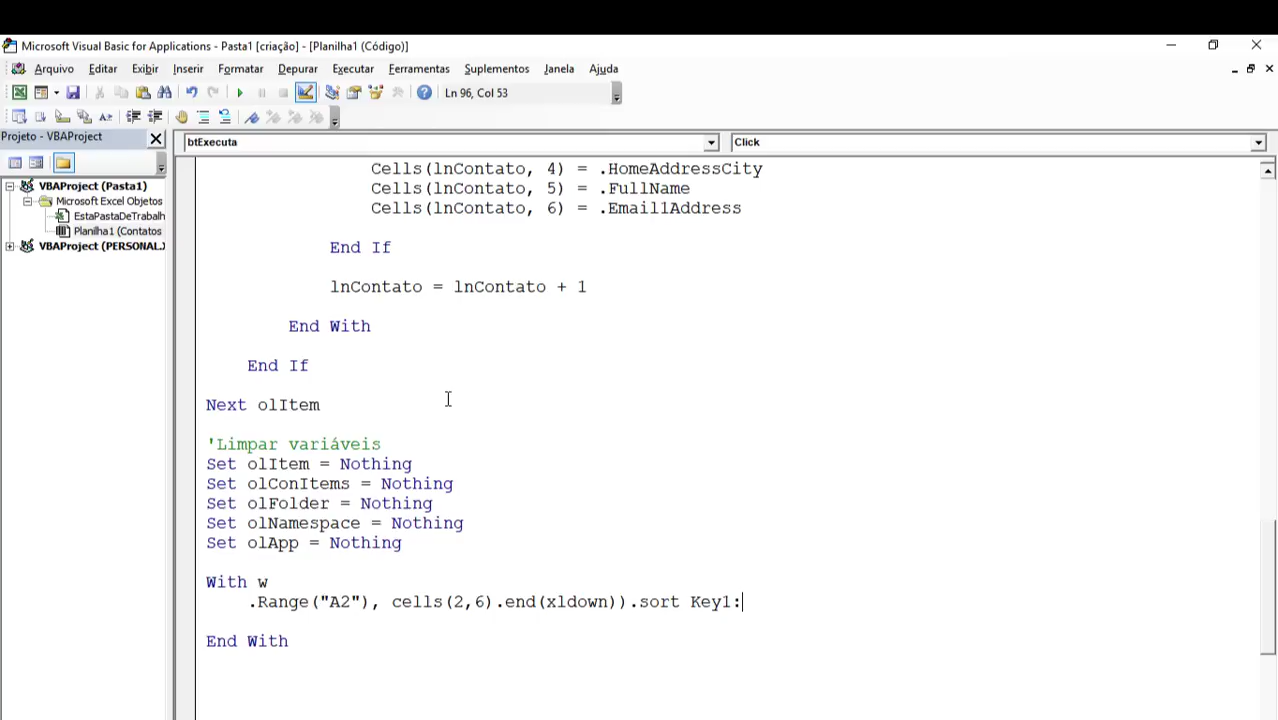 Microsoft Visual Basic for Applications - Pasta1 [criação] - [Planilha1 (Código)]
Arquivo Editar Exibir Inserir Formatar Depurar Executar Ferramentas Suplementos Janela Ajuda
Ln 96, Col 53
Projeto - VBAProject
btExecuta
Click
VBAProject (Pasta1)
Microsoft Excel Objetos
EstaPastaDeTrabalh
Planilha1 (Contatos
VBAProject (PERSONAL.
Cells(lnContato, 4) = .HomeAddressCity
Cells(lnContato, 5) = .FullName
Cells(lnContato, 6) = .Email1Address
End If
lnContato = lnContato + 1
End With
End If
Next olItem
'Limpar variáveis
Set olItem = Nothing
Set olConItems = Nothing
Set olFolder = Nothing
Set olNamespace = Nothing
Set olApp = Nothing
With w
.Range("A2"), cells(2,6).end(xldown)).sort Key1:
End With